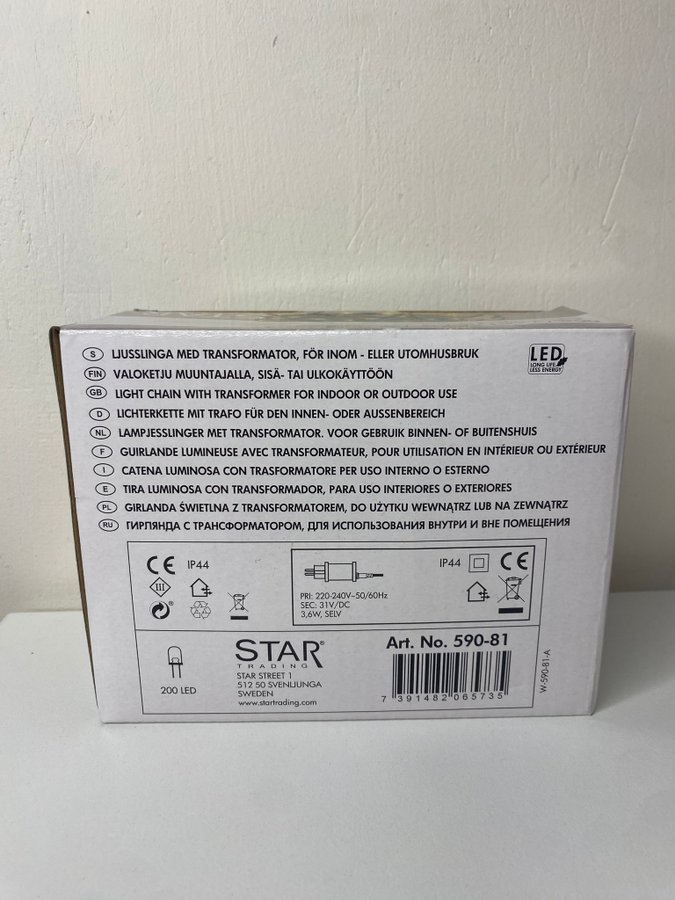 S LJUSSLINGA MED TRANSFORMATOR, FÖR INOM - ELLER UTOMHUSBRUK
FIN VALOKETJU MUUNTAJALLA, SISÄ- TAI ULKOKÄYTTÖÖN
GB LIGHT CHAIN WITH TRANSFORMER FOR INDOOR OR OUTDOOR USE
D LICHTERKETTE MIT TRAFO FÜR DEN INNEN- ODER AUSSENBEREICH
NL LAMPJESSLINGER MET TRANSFORMATOR. VOOR GEBRUIK BINNEN- OF BUITENSHUIS
F GUIRLANDE LUMINEUSE AVEC TRANSFORMATEUR, POUR UTILISATION EN INTÉRIEUR OU EXTÉRIEUR
I CATENA LUMINOSA CON TRASFORMATORE PER USO INTERNO O ESTERNO
E TIRA LUMINOSA CON TRANSFORMADOR, PARA USO INTERIORES O EXTERIORES
PL GIRLANDA ŚWIETLNA Z TRANSFORMATOREM, DO UŻYTKU WEWNĄTRZ LUB NA ZEWNĄTRZ
RU ГИРЛЯНДА С ТРАНСФОРМАТОРОМ, ДЛЯ ИСПОЛЬЗОВАНИЯ ВНУТРИ И ВНЕ ПОМЕЩЕНИЯ
LED
LONG LIFE.
LESS ENERGY
CE IP44
III
PRI: 220-240V~50/60Hz
SEC: 31V/DC
3,6W, SELV
IP44 CE
200 LED
STAR
TRADING
STAR STREET 1
512 50 SVENLJUNGA
SWEDEN
www.startrading.com
Art. No. 590-81
7 391482 065735
W-590-81-A